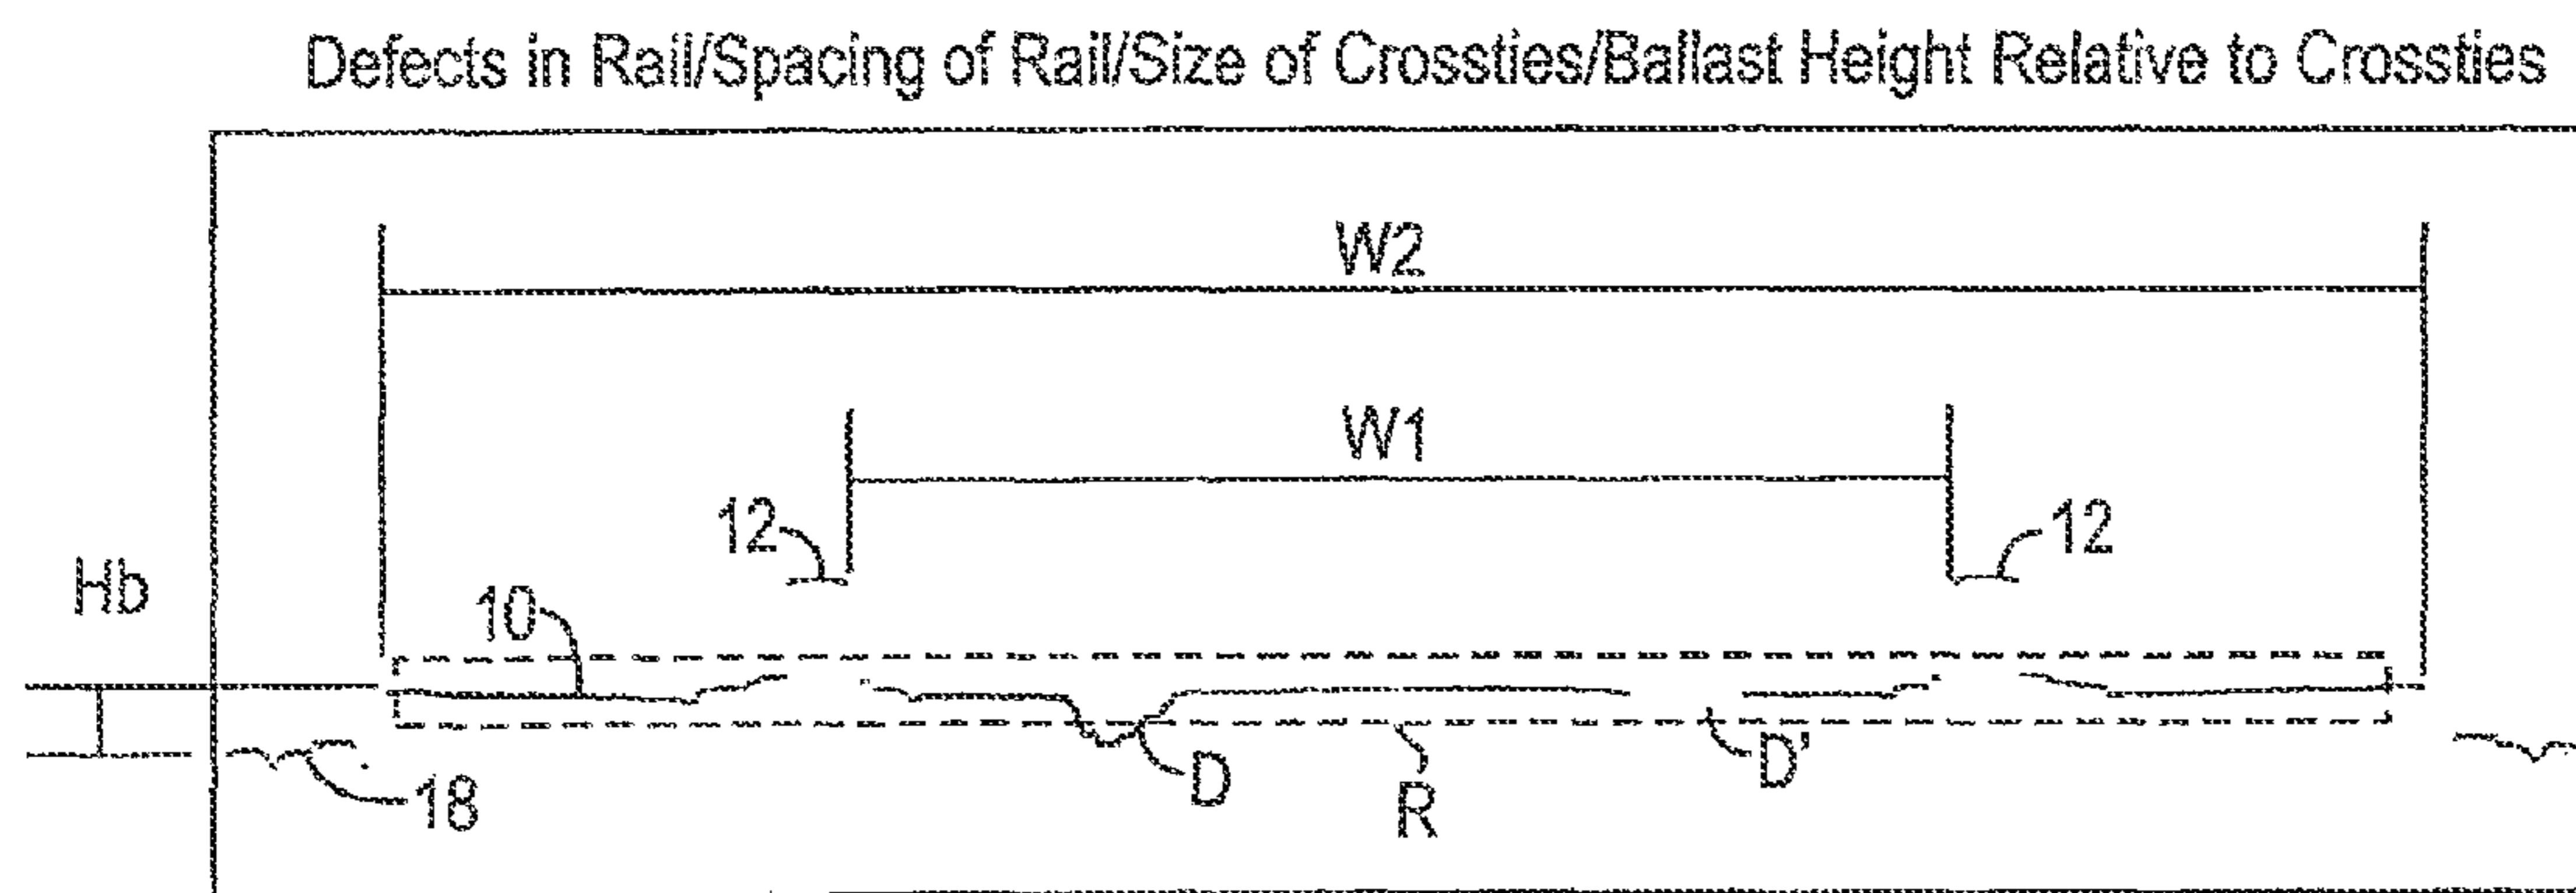 Defects in Rail/Spacing of Rail/Size of Crossties/Ballast Height Relative to Crossties
W2
W1
12
12
Hb
10
18
D
R
D'